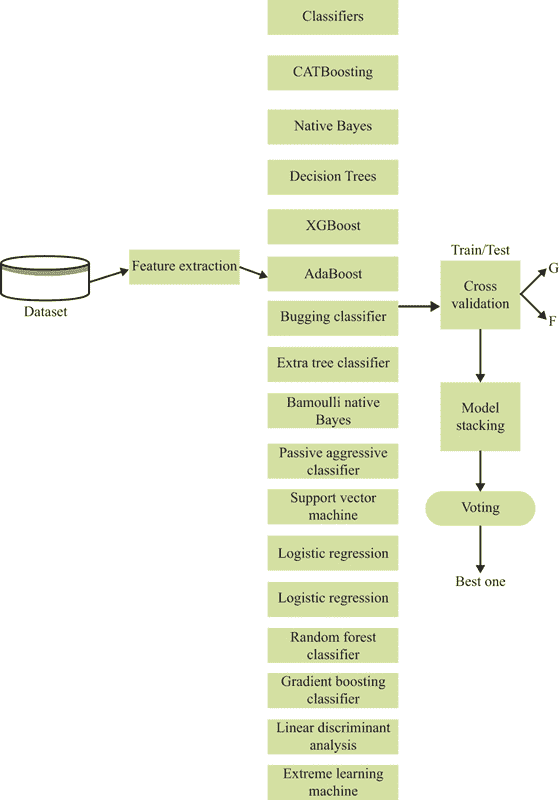 Classifiers
CATBoosting
Native Bayes
Decision Trees
XGBoost
AdaBoost
Bugging classifier
Extra tree classifier
Bamoulli native
Bayes
Passive aggressive
classifier
Support vector
machine
Logistic regression
Logistic regression
Random forest
classifier
Gradient boosting
classifier
Linear discriminant
analysis
Extreme learning
machine
Dataset
Feature extraction
Train/Test
Cross
validation
G
F
Model
stacking
Voting
Best one